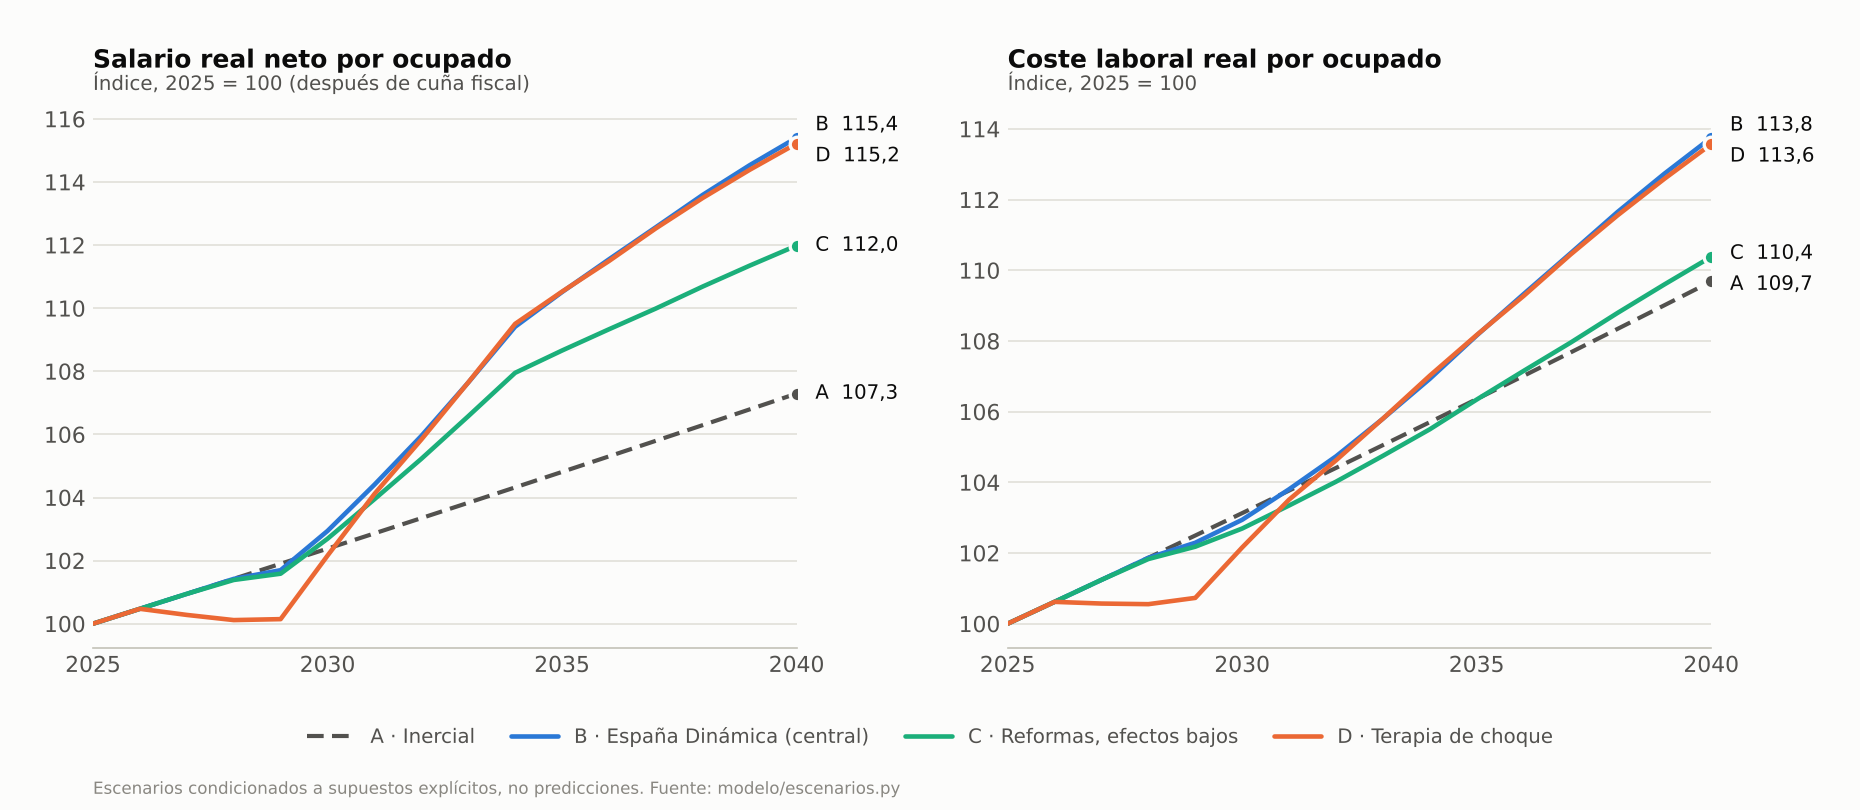 Salario real neto por ocupado
Índice, 2025 = 100 (después de cuña fiscal)
116
114
112
110
108
106
104
102
100
2025
2030
2035
2040
B 115,4
D 115,2
C 112,0
A 107,3
Coste laboral real por ocupado
Índice, 2025 = 100
114
112
110
108
106
104
102
100
2025
2030
2035
2040
B 113,8
D 113,6
C 110,4
A 109,7
A · Inercial
B · España Dinámica (central)
C · Reformas, efectos bajos
D · Terapia de choque
Escenarios condicionados a supuestos explícitos, no predicciones. Fuente: modelo/escenarios.py